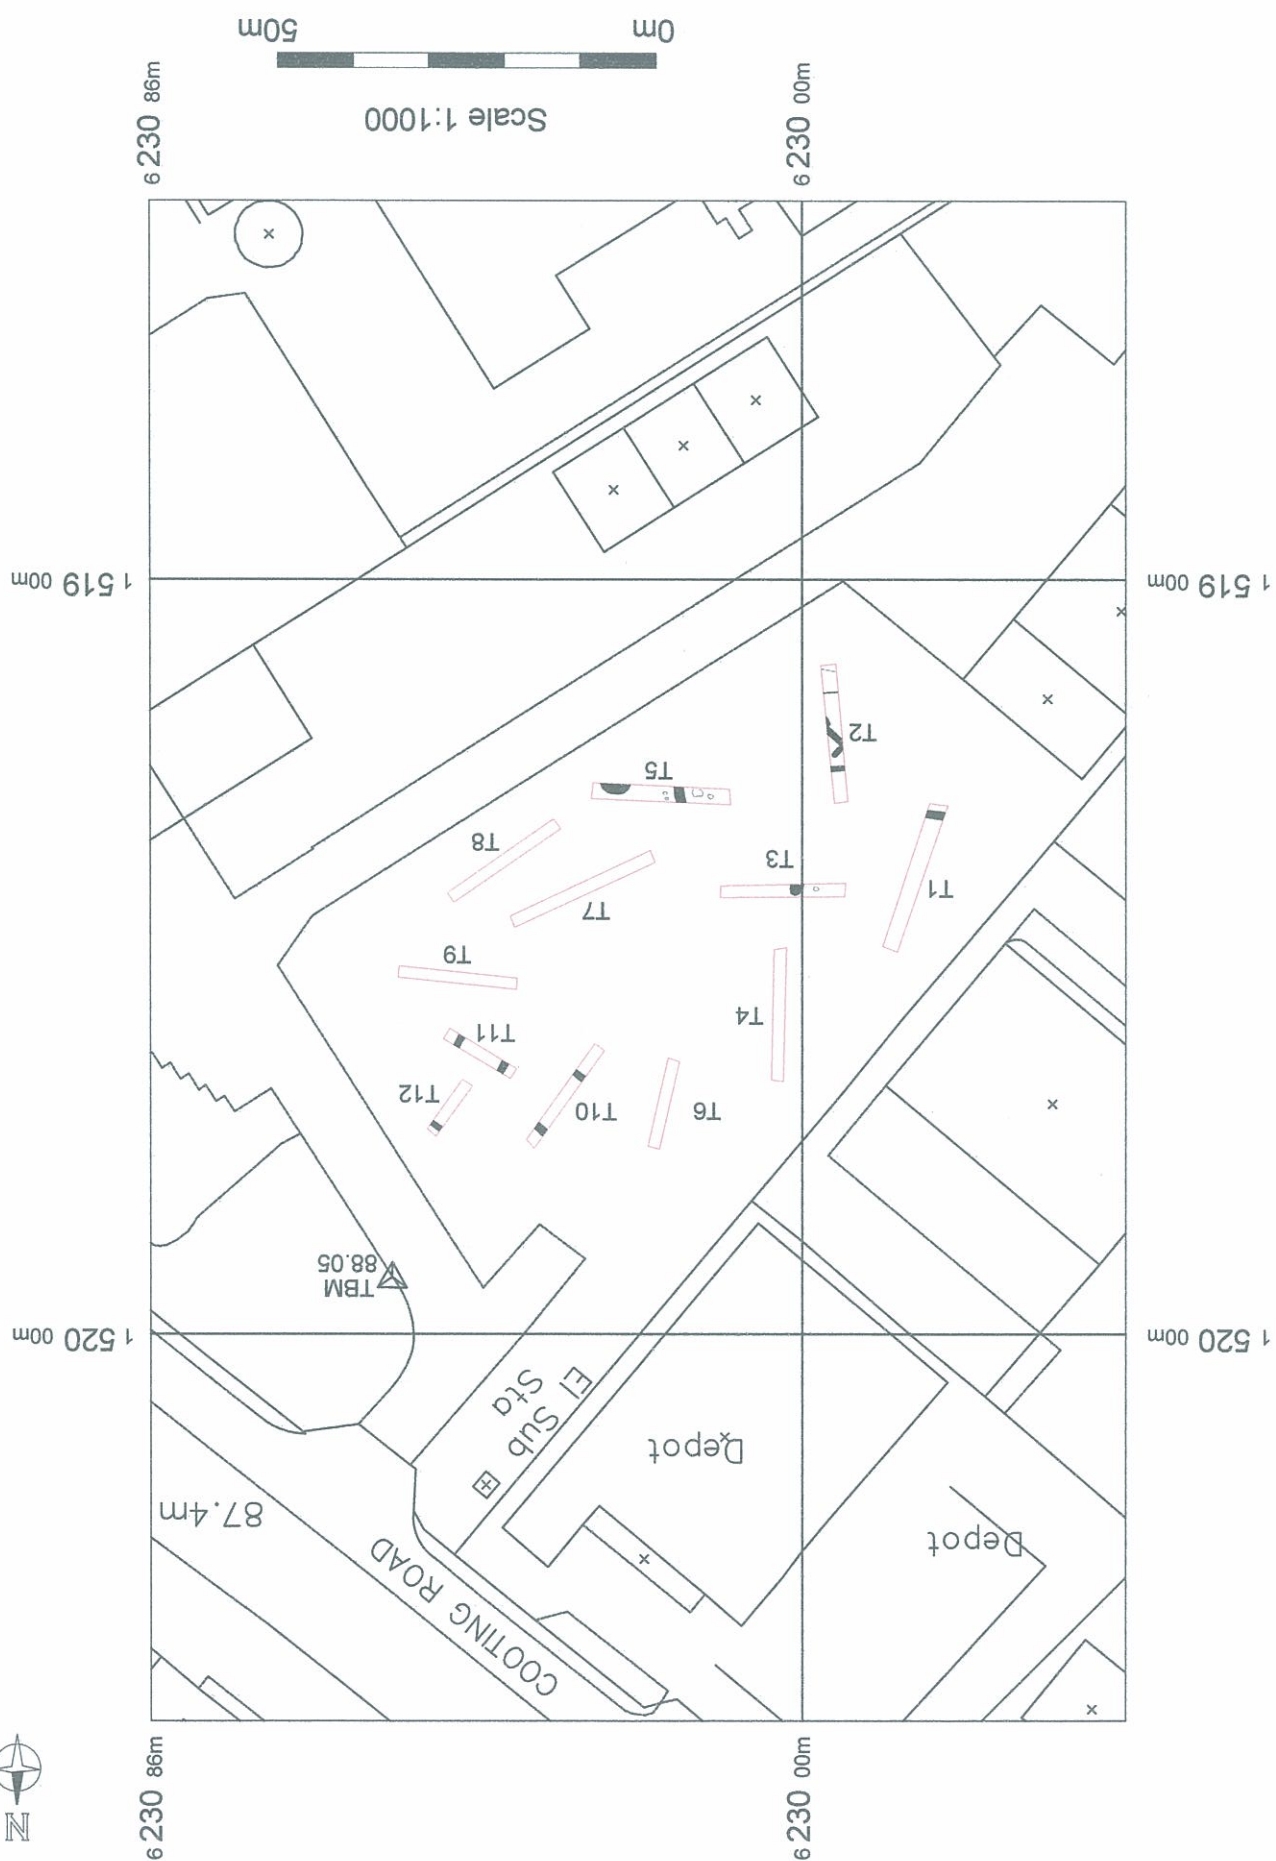 N
6 230 00m
6 230 86m
COOTING ROAD
87.4m
Depot
Depot
El Sub
Sta
1 520 00m
1 520 00m
TBM
88.05
T12
T11
T10
T6
T9
T4
T7
T8
T3
T1
T5
T2
1 519 00m
1 519 00m
6 230 00m
6 230 86m
Scale 1:1000
0m
50m